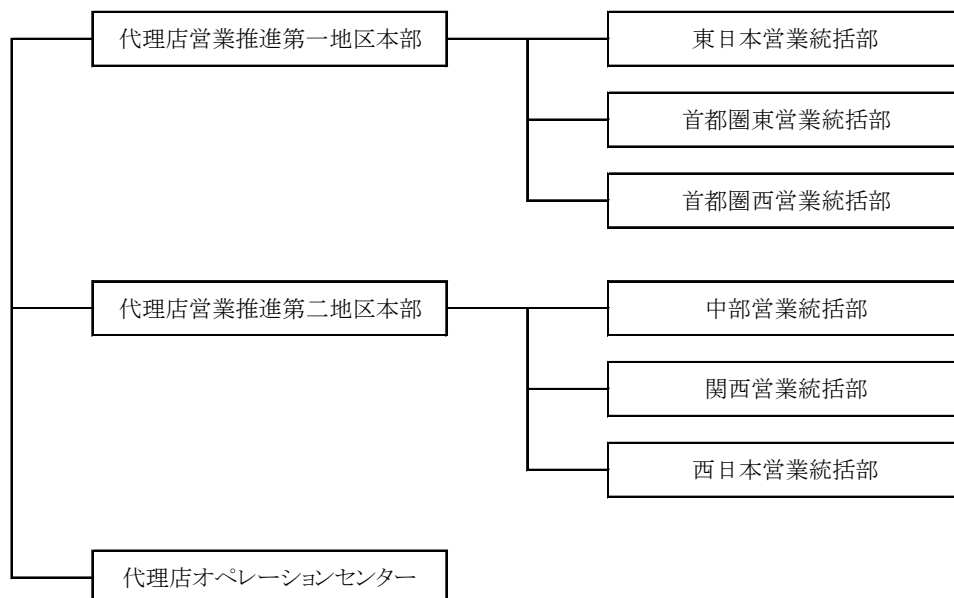 代理店営業推進第一地区本部
東日本営業統括部
首都圏東営業統括部
首都圏西営業統括部
代理店営業推進第二地区本部
中部営業統括部
関西営業統括部
西日本営業統括部
代理店オペレーションセンター